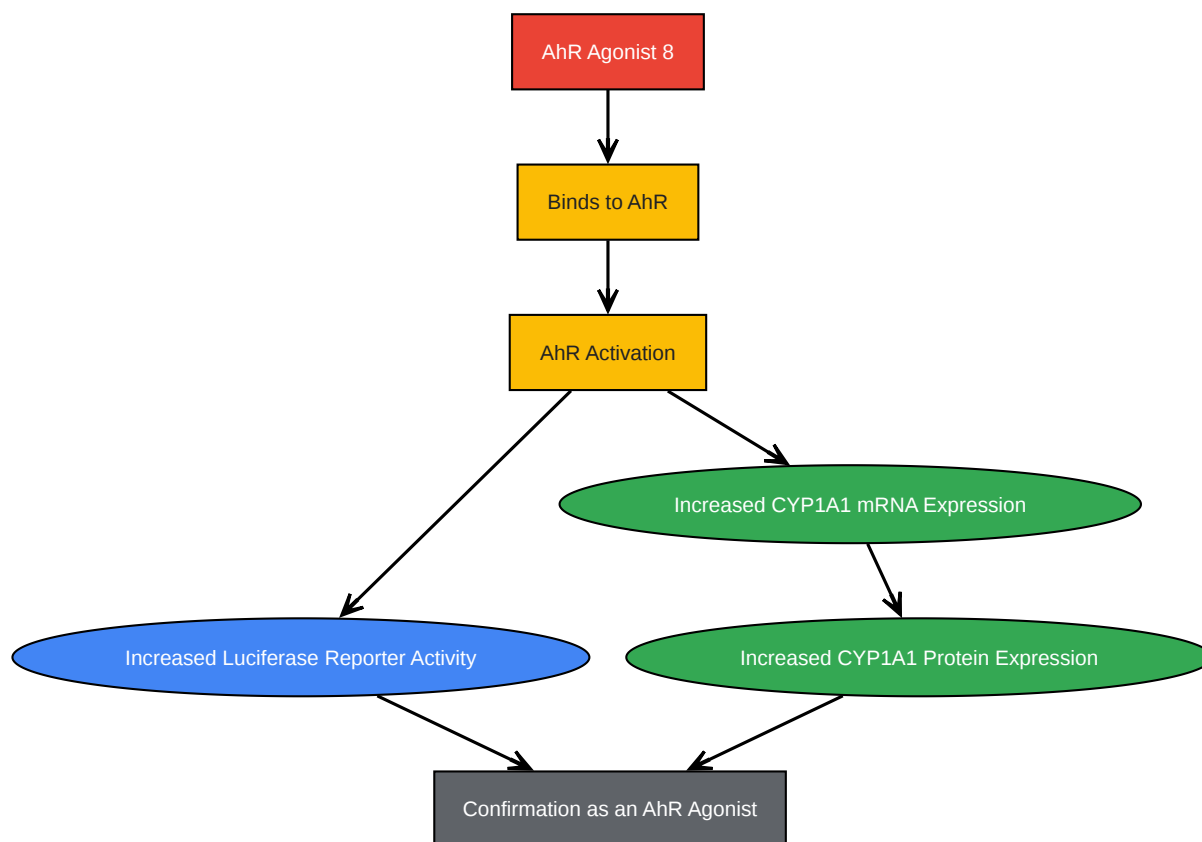 AhR Agonist 8
Binds to AhR
AhR Activation
Increased CYP1A1 mRNA Expression
Increased Luciferase Reporter Activity
Increased CYP1A1 Protein Expression
Confirmation as an AhR Agonist